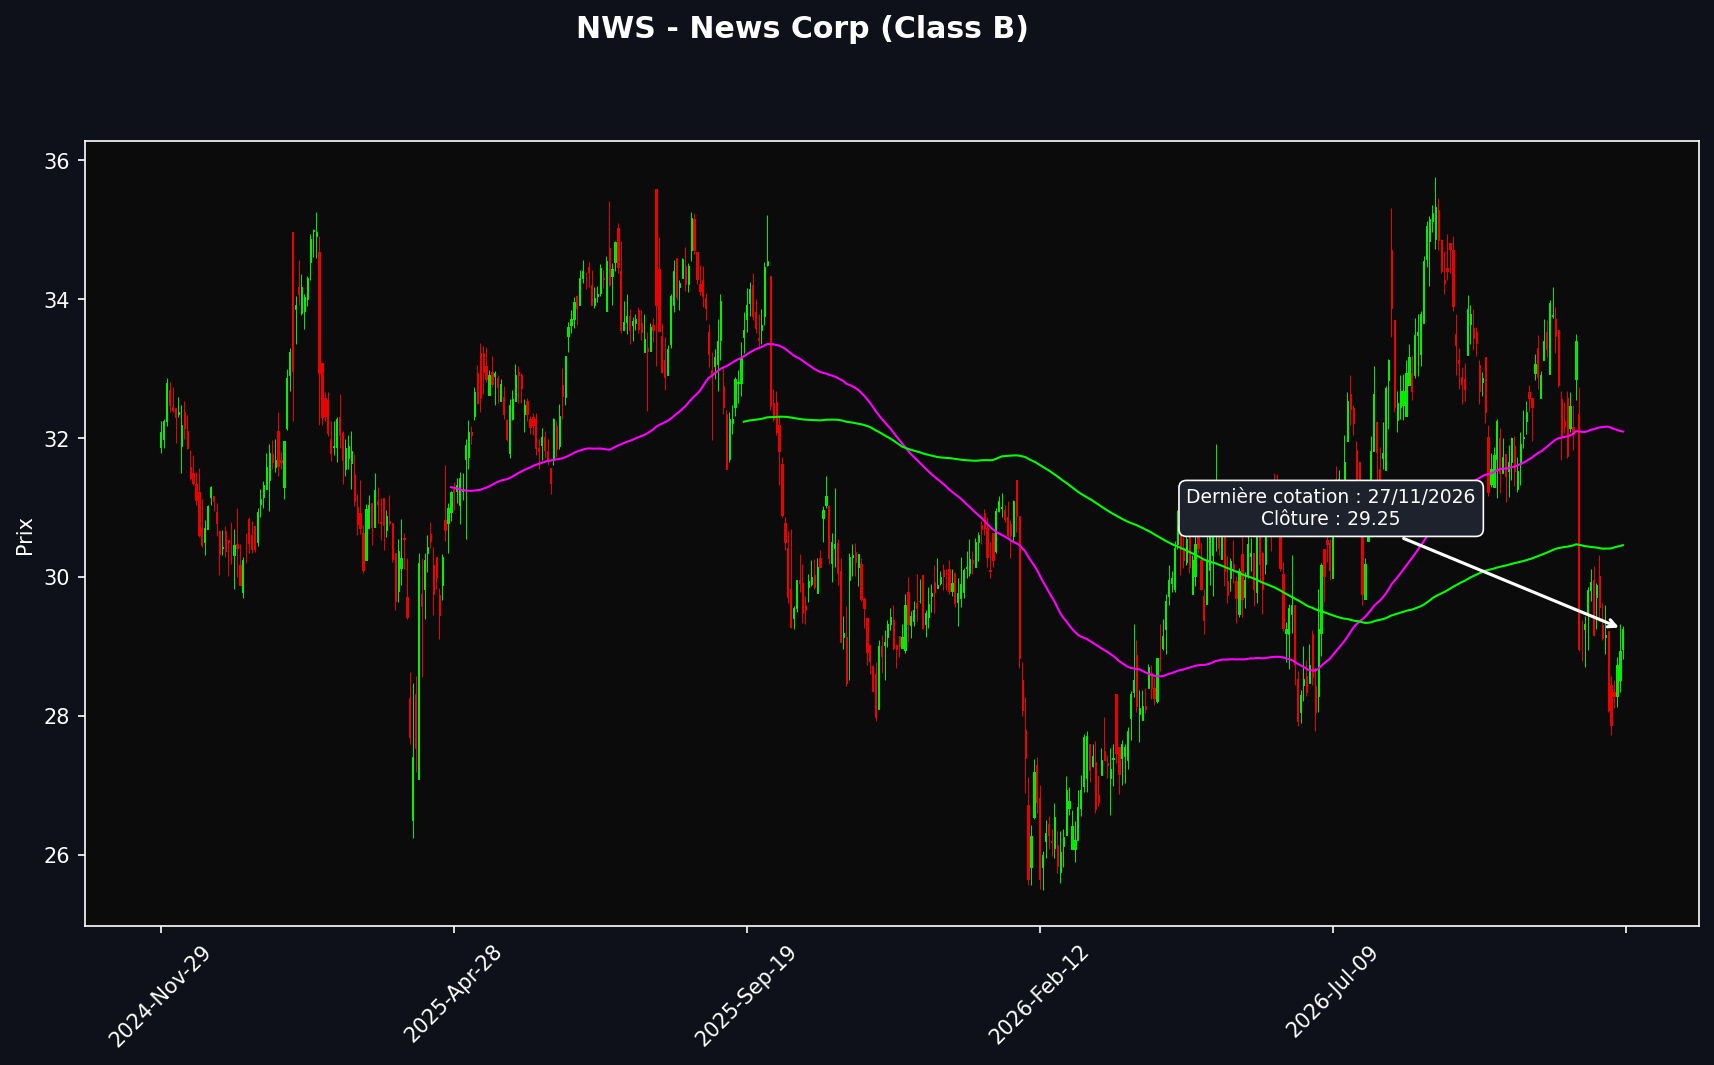 NWS - News Corp (Class B)
36
34
32
30
28
26
Prix
Dernière cotation : 27/11/2026
Clôture : 29.25
2024-Nov-29
2025-Apr-28
2025-Sep-19
2026-Feb-12
2026-Jul-09